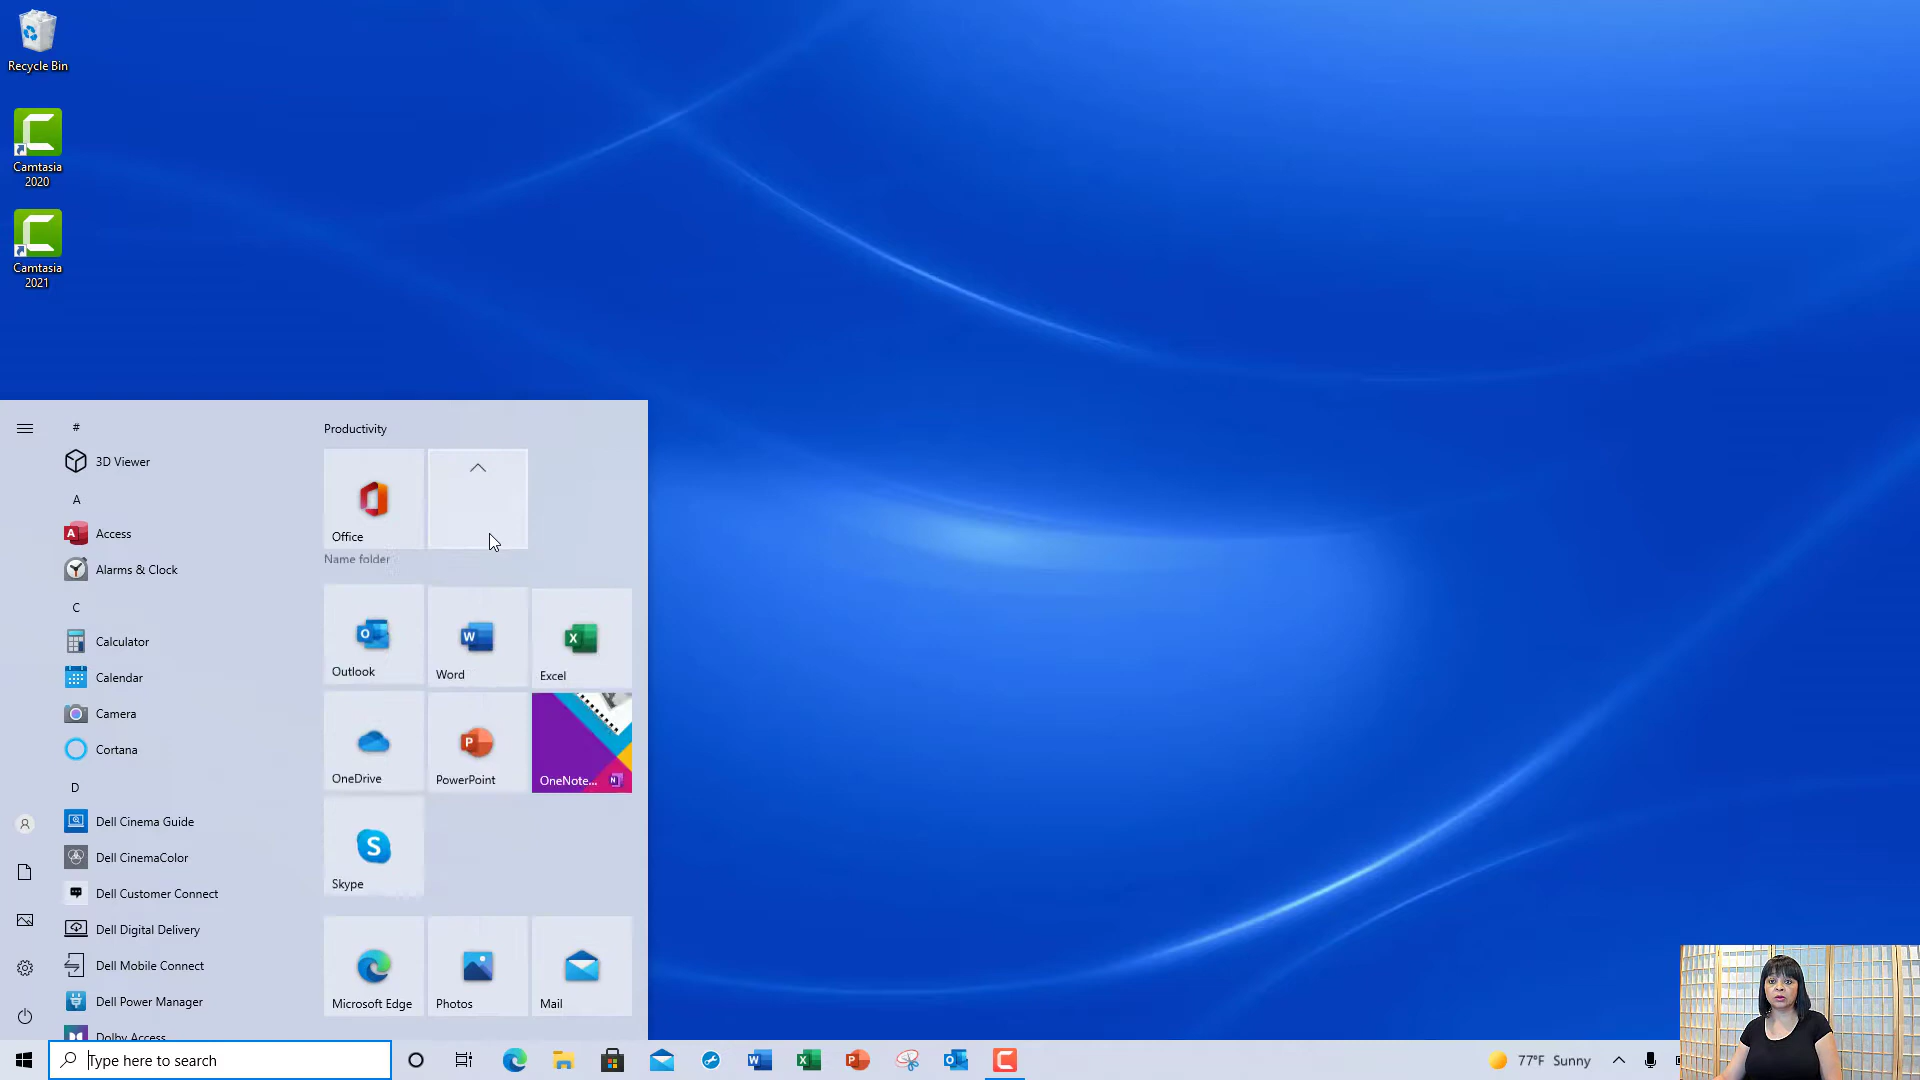 Recycle Bin
Camtasia
2020
Camtasia
2021
#
3D Viewer
A
Access
Alarms & Clock
C
Calculator
Calendar
Camera
Cortana
D
Dell Cinema Guide
Dell CinemaColor
Dell Customer Connect
Dell Digital Delivery
Dell Mobile Connect
Dell Power Manager
Dolby Access
Productivity
Office
Name folder
Outlook
Word
Excel
OneDrive
PowerPoint
OneNote...
Skype
Microsoft Edge
Photos
Mail
Type here to search
77°F Sunny